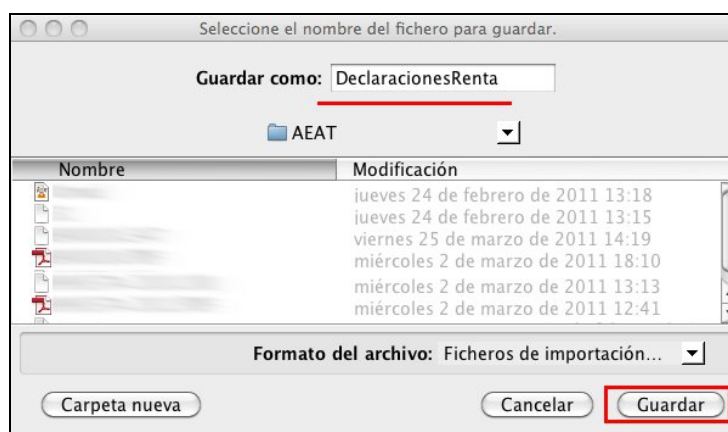 Seleccione el nombre del fichero para guardar.
Guardar como: DeclaracionesRenta
AEAT
Nombre Modificación
jueves 24 de febrero de 2011 13:18
jueves 24 de febrero de 2011 13:15
viernes 25 de marzo de 2011 14:19
miércoles 2 de marzo de 2011 18:10
miércoles 2 de marzo de 2011 13:13
miércoles 2 de marzo de 2011 12:41
Formato del archivo: Ficheros de importación...
Carpeta nueva Cancelar Guardar